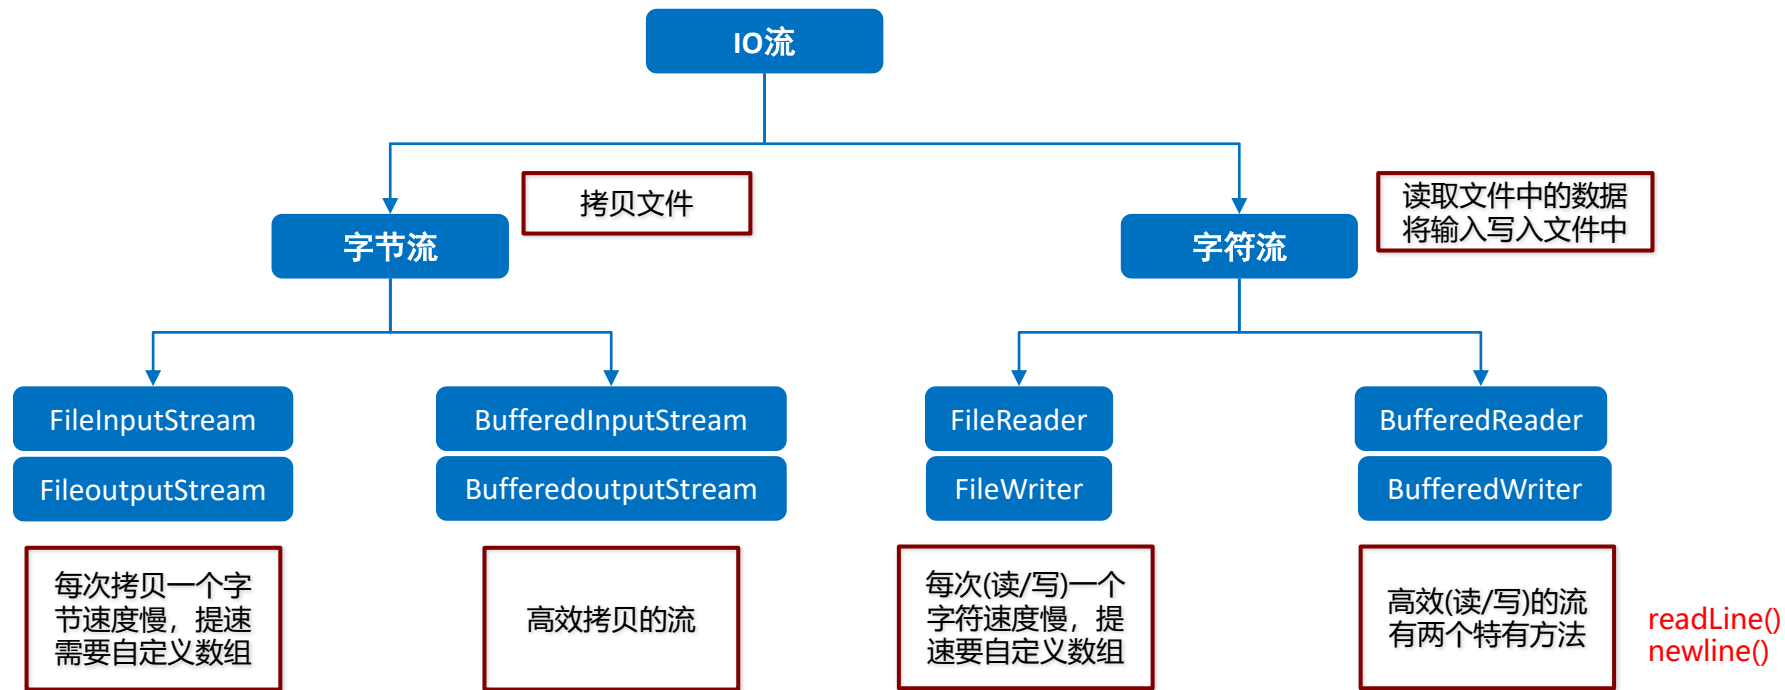 IO流
拷贝文件
读取文件中的数据
将输入写入文件中
字节流
字符流
FileInputStream
BufferedInputStream
FileReader
BufferedReader
FileoutputStream
BufferedoutputStream
FileWriter
BufferedWriter
每次拷贝一个字
节速度慢，提速
需要自定义数组
高效拷贝的流
每次(读/写)一个
字符速度慢，提
速要自定义数组
高效(读/写)的流
有两个特有方法
readLine()
newline()